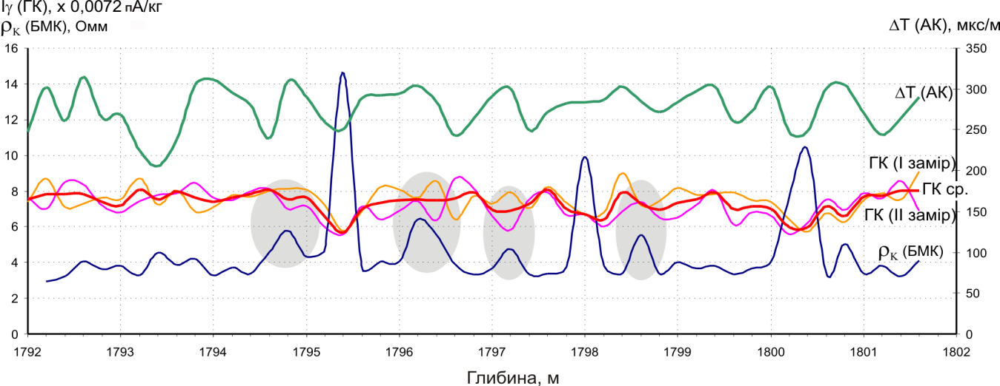 Iγ (ГК), x 0,0072 пА/кг
ρК (БМК), Омм
ΔT (АК), мкс/м
16
14
12
10
8
6
4
2
0
350
300
250
200
150
100
50
0
ΔT (АК)
ГК (I замір)
ГК ср.
ГК (II замір)
ρК (БМК)
1792 1793 1794 1795 1796 1797 1798 1799 1800 1801 1802
Глибина, м